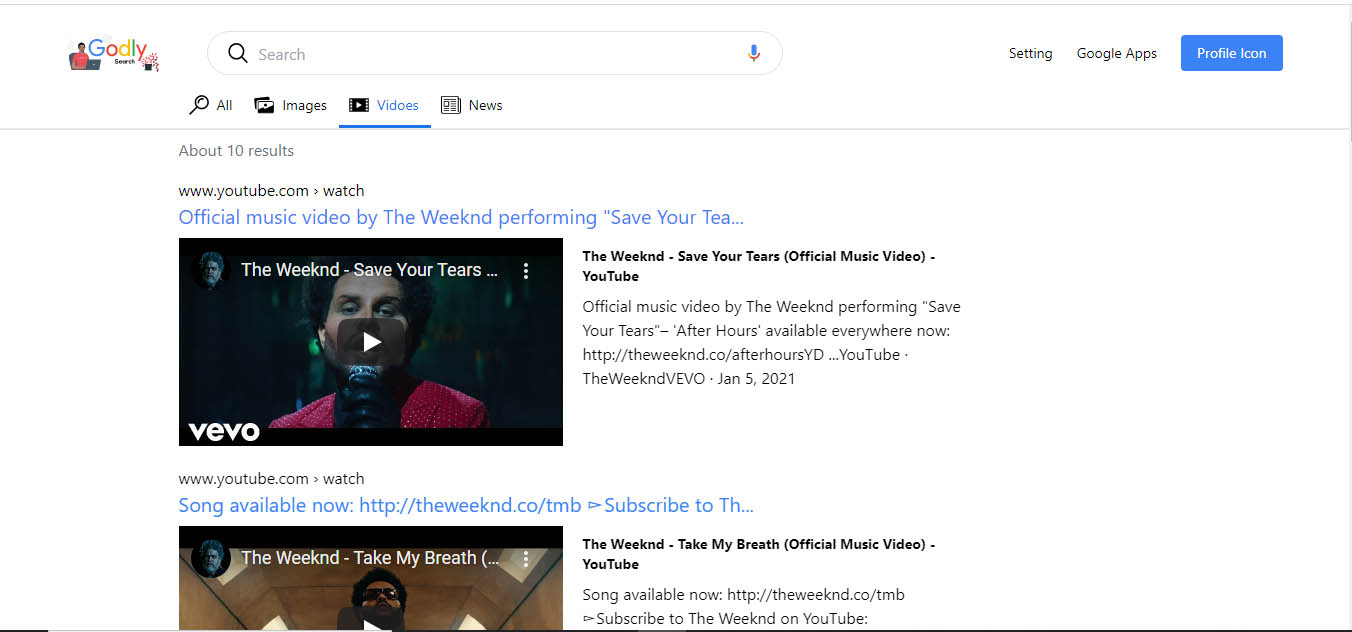 Godly
Search
Search
Setting
Google Apps
Profile Icon
All
Images
Vidoes
News
About 10 results
www.youtube.com › watch
Official music video by The Weeknd performing "Save Your Tea...
The Weeknd - Save Your Tears ...
vevo
The Weeknd - Save Your Tears (Official Music Video) -
YouTube
Official music video by The Weeknd performing "Save
Your Tears"– 'After Hours' available everywhere now:
http://theweeknd.co/afterhoursYD ...YouTube ·
TheWeekndVEVO · Jan 5, 2021
www.youtube.com › watch
Song available now: http://theweeknd.co/tmb ►Subscribe to Th...
The Weeknd - Take My Breath (...
The Weeknd - Take My Breath (Official Music Video) -
YouTube
Song available now: http://theweeknd.co/tmb
►Subscribe to The Weeknd on YouTube: